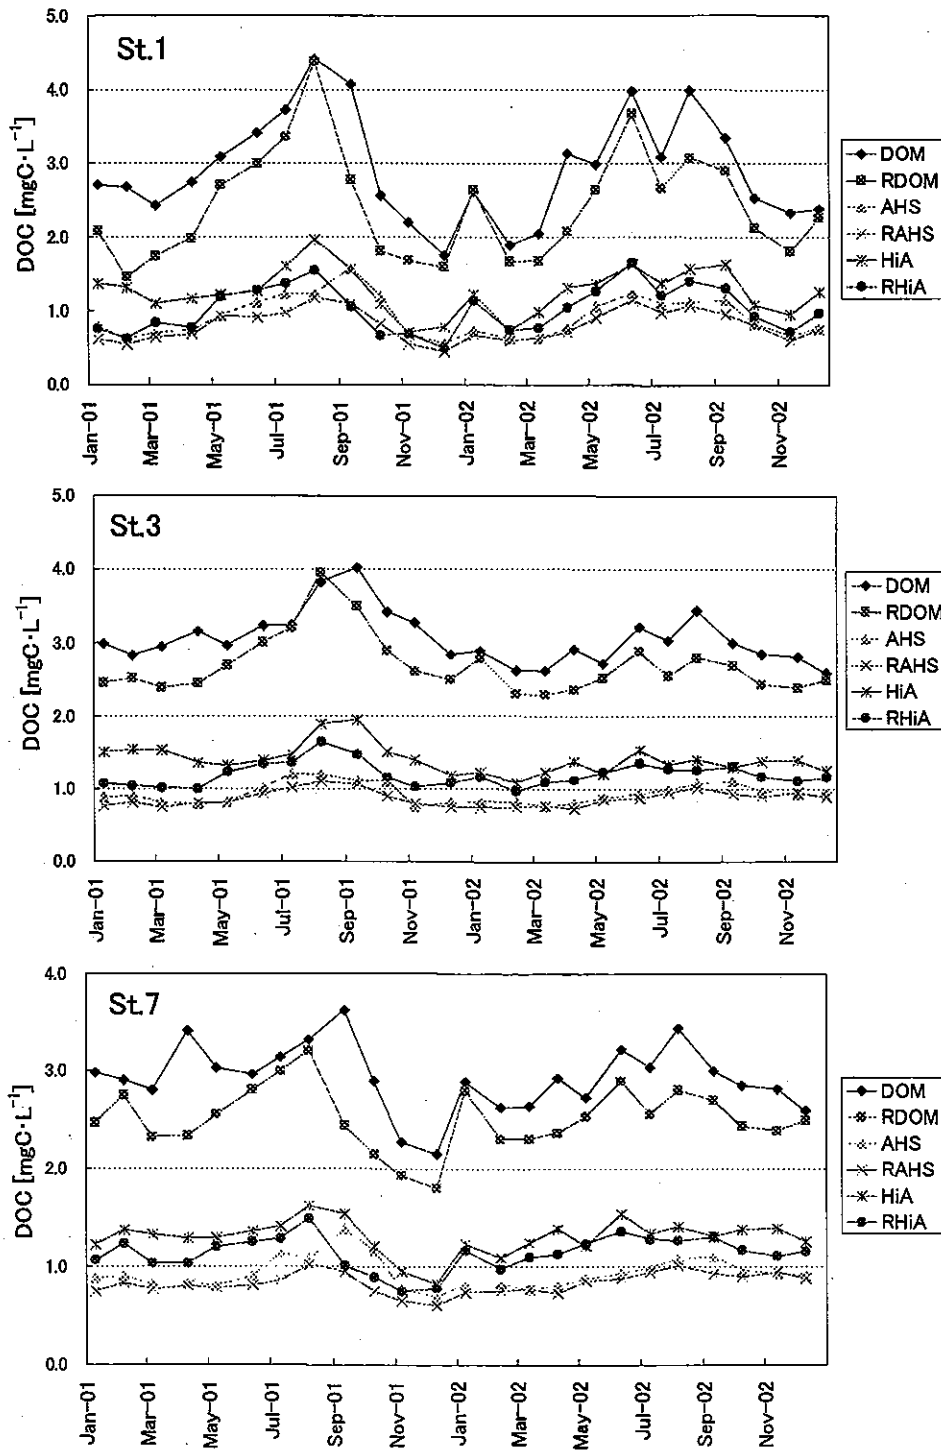 St.1
DOC [mgC·L⁻¹]
5.0
4.0
3.0
2.0
1.0
0.0
Jan-01
Mar-01
May-01
Jul-01
Sep-01
Nov-01
Jan-02
Mar-02
May-02
Jul-02
Sep-02
Nov-02
DOM
RDOM
AHS
RAHS
HiA
RHiA
St.3
DOC [mgC·L⁻¹]
5.0
4.0
3.0
2.0
1.0
0.0
Jan-01
Mar-01
May-01
Jul-01
Sep-01
Nov-01
Jan-02
Mar-02
May-02
Jul-02
Sep-02
Nov-02
DOM
RDOM
AHS
RAHS
HiA
RHiA
St.7
DOC [mgC·L⁻¹]
4.0
3.0
2.0
1.0
0.0
Jan-01
Mar-01
May-01
Jul-01
Sep-01
Nov-01
Jan-02
Mar-02
May-02
Jul-02
Sep-02
Nov-02
DOM
RDOM
AHS
RAHS
HiA
RHiA